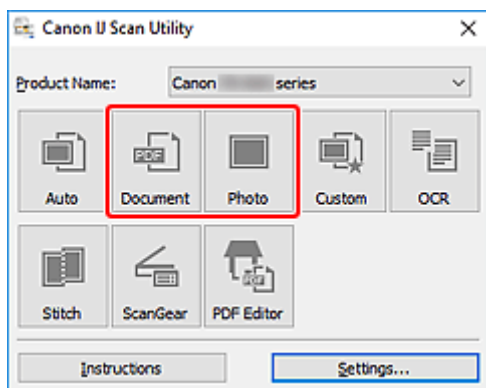 Canon IJ Scan Utility
Product Name: Canon series
Auto Document Photo Custom OCR
Stitch ScanGear PDF Editor
Instructions Settings...